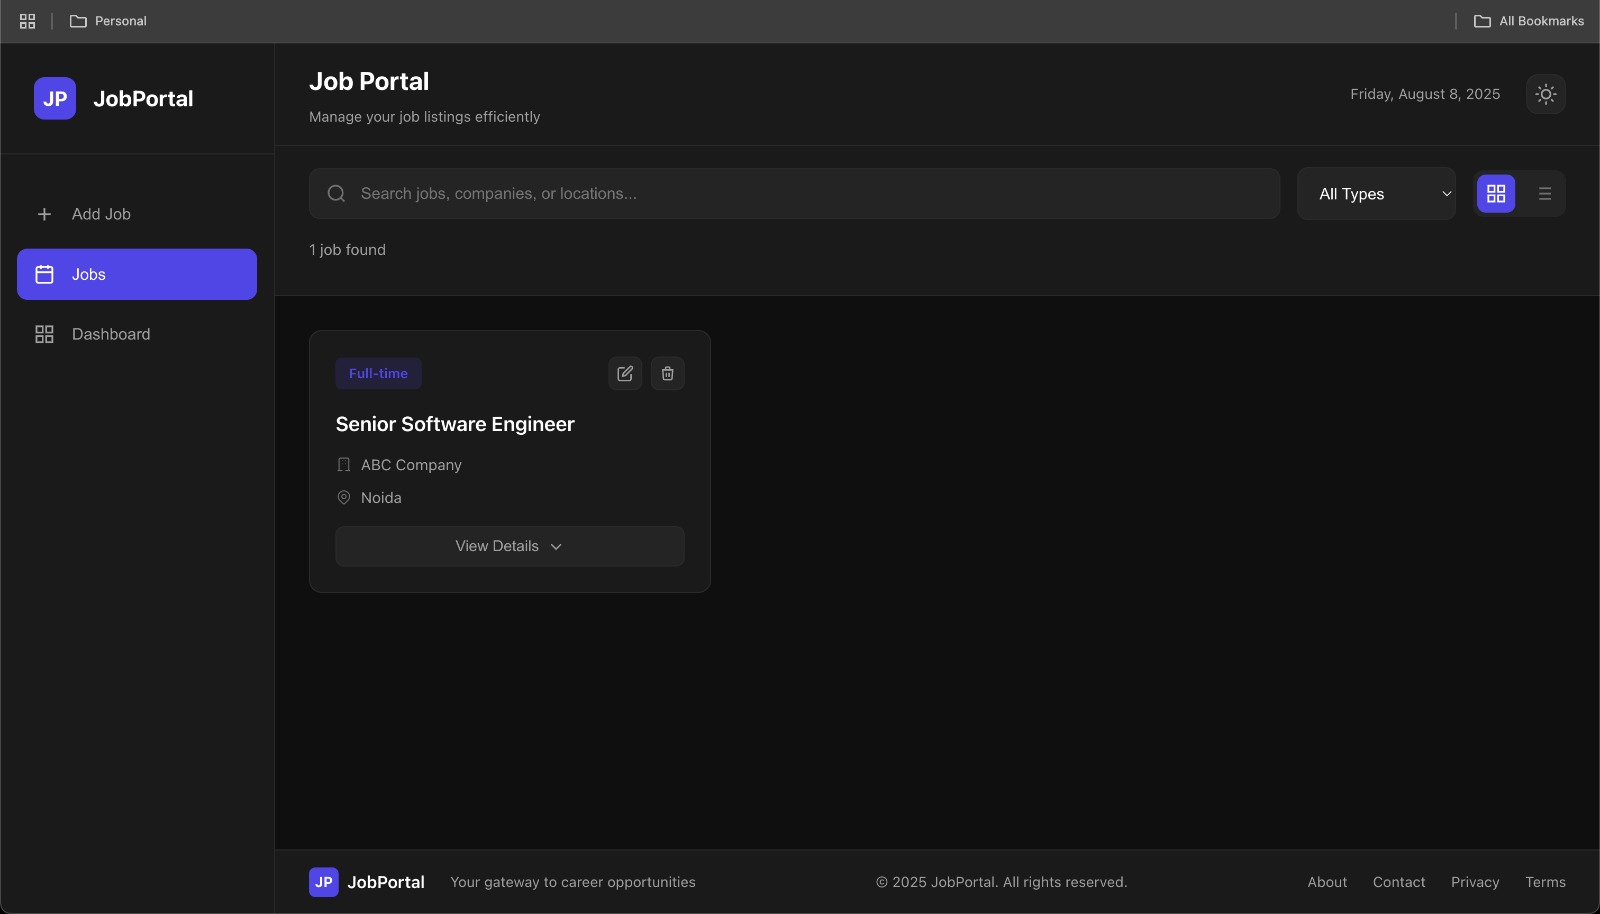 Personal
All Bookmarks
JP
JobPortal
Add Job
Jobs
Dashboard
Job Portal
Manage your job listings efficiently
Friday, August 8, 2025
Search jobs, companies, or locations...
All Types
1 job found
Full-time
Senior Software Engineer
ABC Company
Noida
View Details
JP
JobPortal
Your gateway to career opportunities
© 2025 JobPortal. All rights reserved.
About
Contact
Privacy
Terms